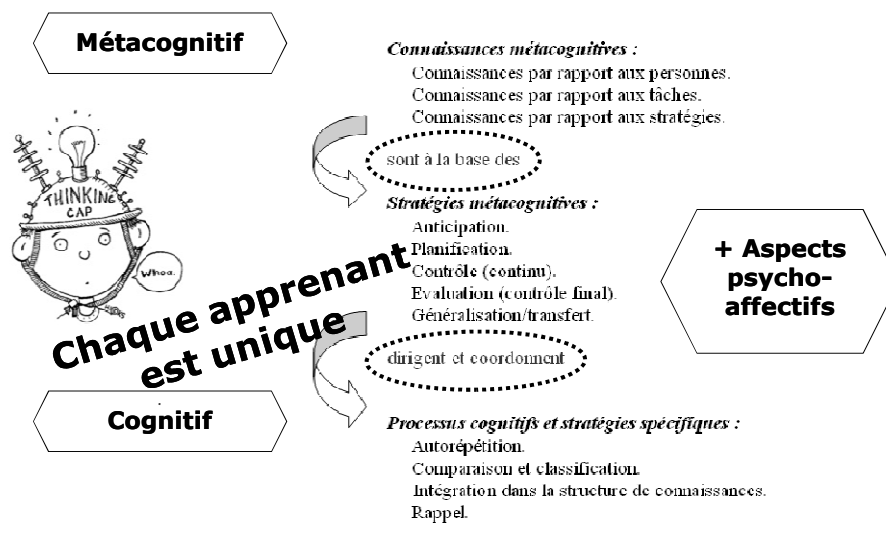 Métacognitif
Connaissances métacognitives :
Connaissances par rapport aux personnes.
Connaissances par rapport aux tâches.
Connaissances par rapport aux stratégies.
sont à la base des
THINKING
CAP
Whoa.
Stratégies métacognitives :
Anticipation.
Planification.
Contrôle (continu).
Evaluation (contrôle final).
Généralisation/transfert.
+ Aspects
psycho-
affectifs
Chaque apprenant
est unique
dirigent et coordonnent
Cognitif
Processus cognitifs et stratégies spécifiques :
Autorépétition.
Comparaison et classification.
Intégration dans la structure de connaissances.
Rappel.